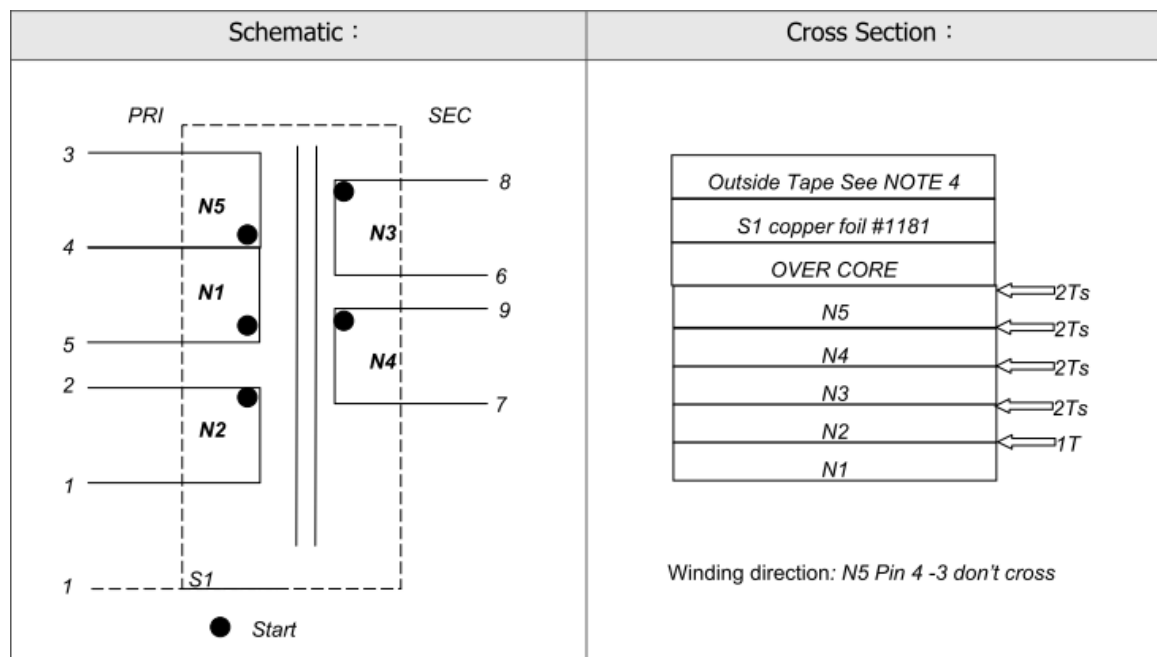 Schematic：
Cross Section：
PRI
SEC
3
N5
4
N1
5
2
N2
1
1
S1
8
N3
6
9
N4
7
Start
Outside Tape See NOTE 4
S1 copper foil #1181
OVER CORE
2Ts
N5
2Ts
N4
2Ts
N3
2Ts
N2
1T
N1
Winding direction: N5 Pin 4 -3 don't cross